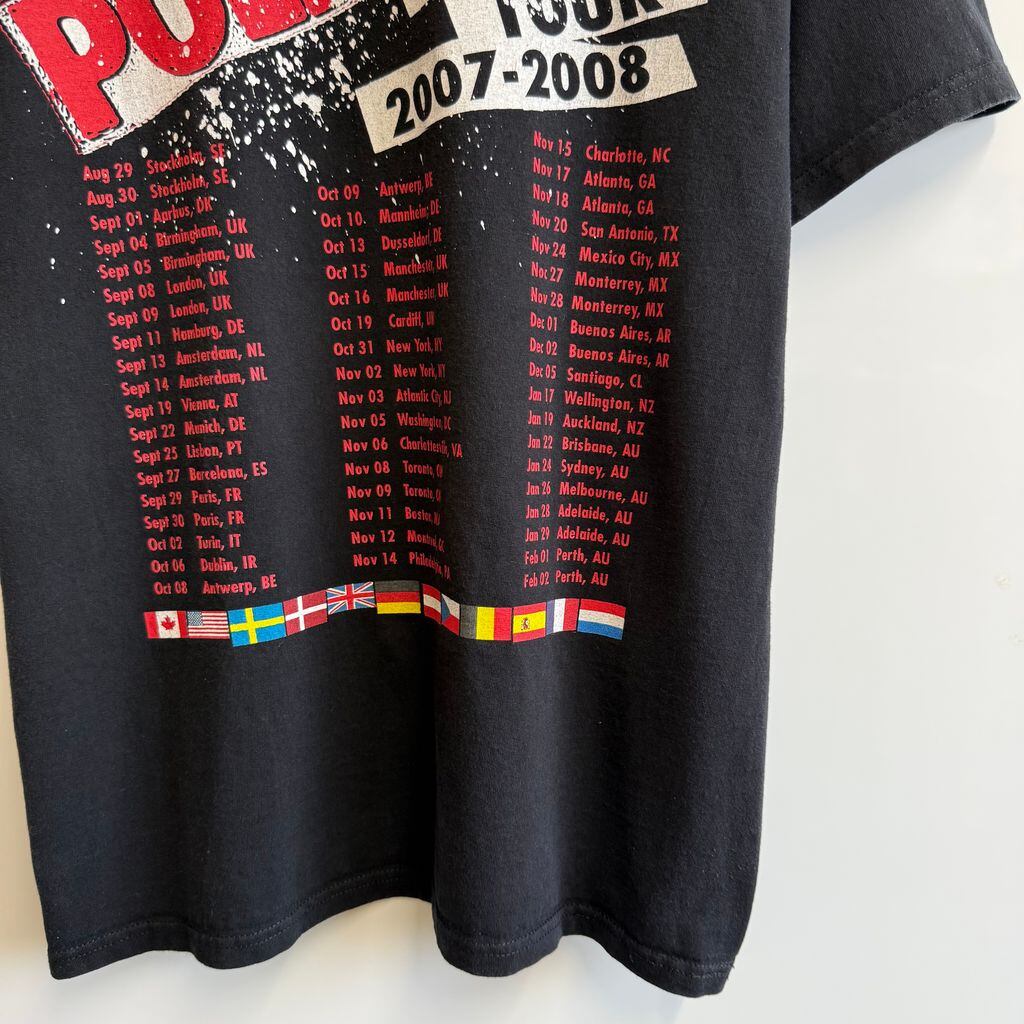 TOUR
2007-2008
Aug 29 Stockholm, SE
Aug 30 Stockholm, SE
Sept 01 Aarhus, DK
Sept 04 Birmingham, UK
Sept 05 Birmingham, UK
Sept 08 London, UK
Sept 09 London, UK
Sept 11 Hamburg, DE
Sept 13 Amsterdam, NL
Sept 14 Amsterdam, NL
Sept 19 Vienna, AT
Sept 22 Munich, DE
Sept 25 Lisbon, PT
Sept 27 Barcelona, ES
Sept 29 Paris, FR
Sept 30 Paris, FR
Oct 02 Turin, IT
Oct 06 Dublin, IR
Oct 08 Antwerp, BE
Oct 09 Antwerp, BE
Oct 10 Mannheim, DE
Oct 13 Dusseldorf, DE
Oct 15 Manchester, UK
Oct 16 Manchester, UK
Oct 19 Cardiff,
Oct 31 New York, NY
Nov 02 New York, NY
Nov 03 Atlantic City, NJ
Nov 05 Washington, DC
Nov 06 Charlottesville, VA
Nov 08 Toronto,
Nov 09 Toronto,
Nov 11 Boston,
Nov 12 Montreal,
Nov 14 Philadelphia, PA
Nov 15 Charlotte, NC
Nov 17 Atlanta, GA
Nov 18 Atlanta, GA
Nov 20 San Antonio, TX
Nov 24 Mexico City, MX
Nov 27 Monterrey, MX
Nov 28 Monterrey, MX
Dec 01 Buenos Aires, AR
Dec 02 Buenos Aires, AR
Dec 05 Santiago, CL
Jan 17 Wellington, NZ
Jan 19 Auckland, NZ
Jan 22 Brisbane, AU
Jan 24 Sydney, AU
Jan 26 Melbourne, AU
Jan 28 Adelaide, AU
Jan 29 Adelaide, AU
Feb 01 Perth, AU
Feb 02 Perth, AU